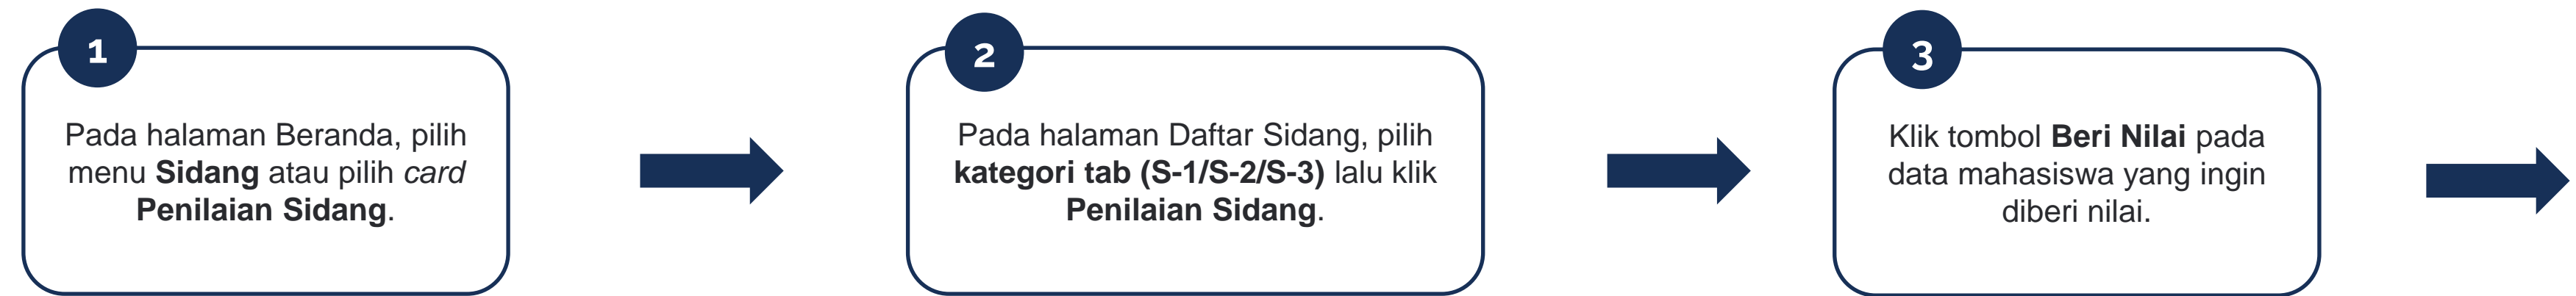 1
Pada halaman Beranda, pilih
menu Sidang atau pilih card
Penilaian Sidang.
2
Pada halaman Daftar Sidang, pilih
kategori tab (S-1/S-2/S-3) lalu klik
Penilaian Sidang.
3
Klik tombol Beri Nilai pada
data mahasiswa yang ingin
diberi nilai.